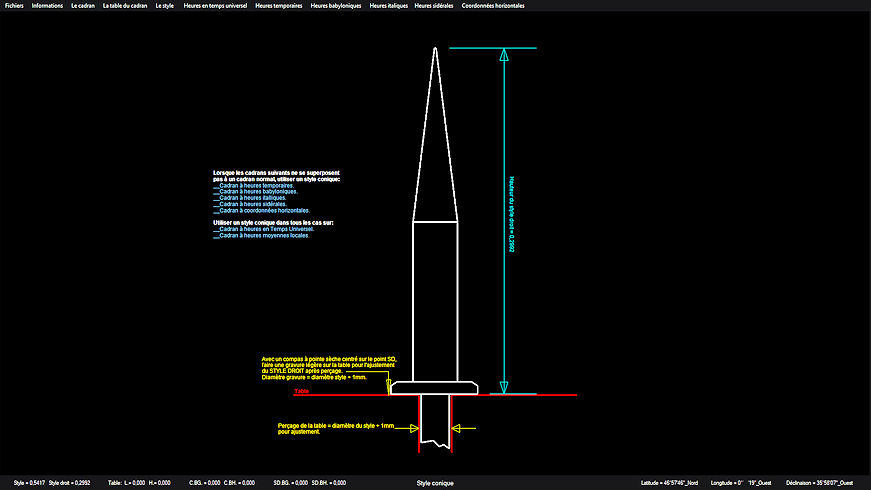 Fichiers Informations Le cadran La table du cadran Le style Heures en temps universel Heures temporaires Heures babyloniques Heures italiques Heures sidérales Coordonnées horizontales
Lorsque les cadrans suivants ne se superposent
pas à un cadran normal, utiliser un style conique:
__Cadran à heures temporaires.
__Cadran à heures babyloniques.
__Cadran à heures italiques.
__Cadran à heures sidérales.
__Cadran à coordonnées horizontales.
Utiliser un style conique dans tous les cas sur:
__Cadran à heures en Temps Universel.
__Cadran à heures moyennes locales.
Hauteur du style droit = 0,2992
Avec un compas à pointe sèche centré sur le point SD,
faire une gravure légère sur la table pour l'ajustement
du STYLE DROIT après perçage.
Diamètre gravure = diamètre style + 1mm.
Table
Perçage de la table = diamètre du style + 1mm
pour ajustement.
Style = 0,5417 Style droit = 0,2992 Table: L = 0,000 H = 0,000 C.BG. = 0,000 C.BH. = 0,000 SD.BG. = 0,000 SD.BH. = 0,000 Style conique Latitude = 46°57'46"_Nord Longitude = 0° '19"_Ouest Déclinaison = 35°58'07"_Ouest